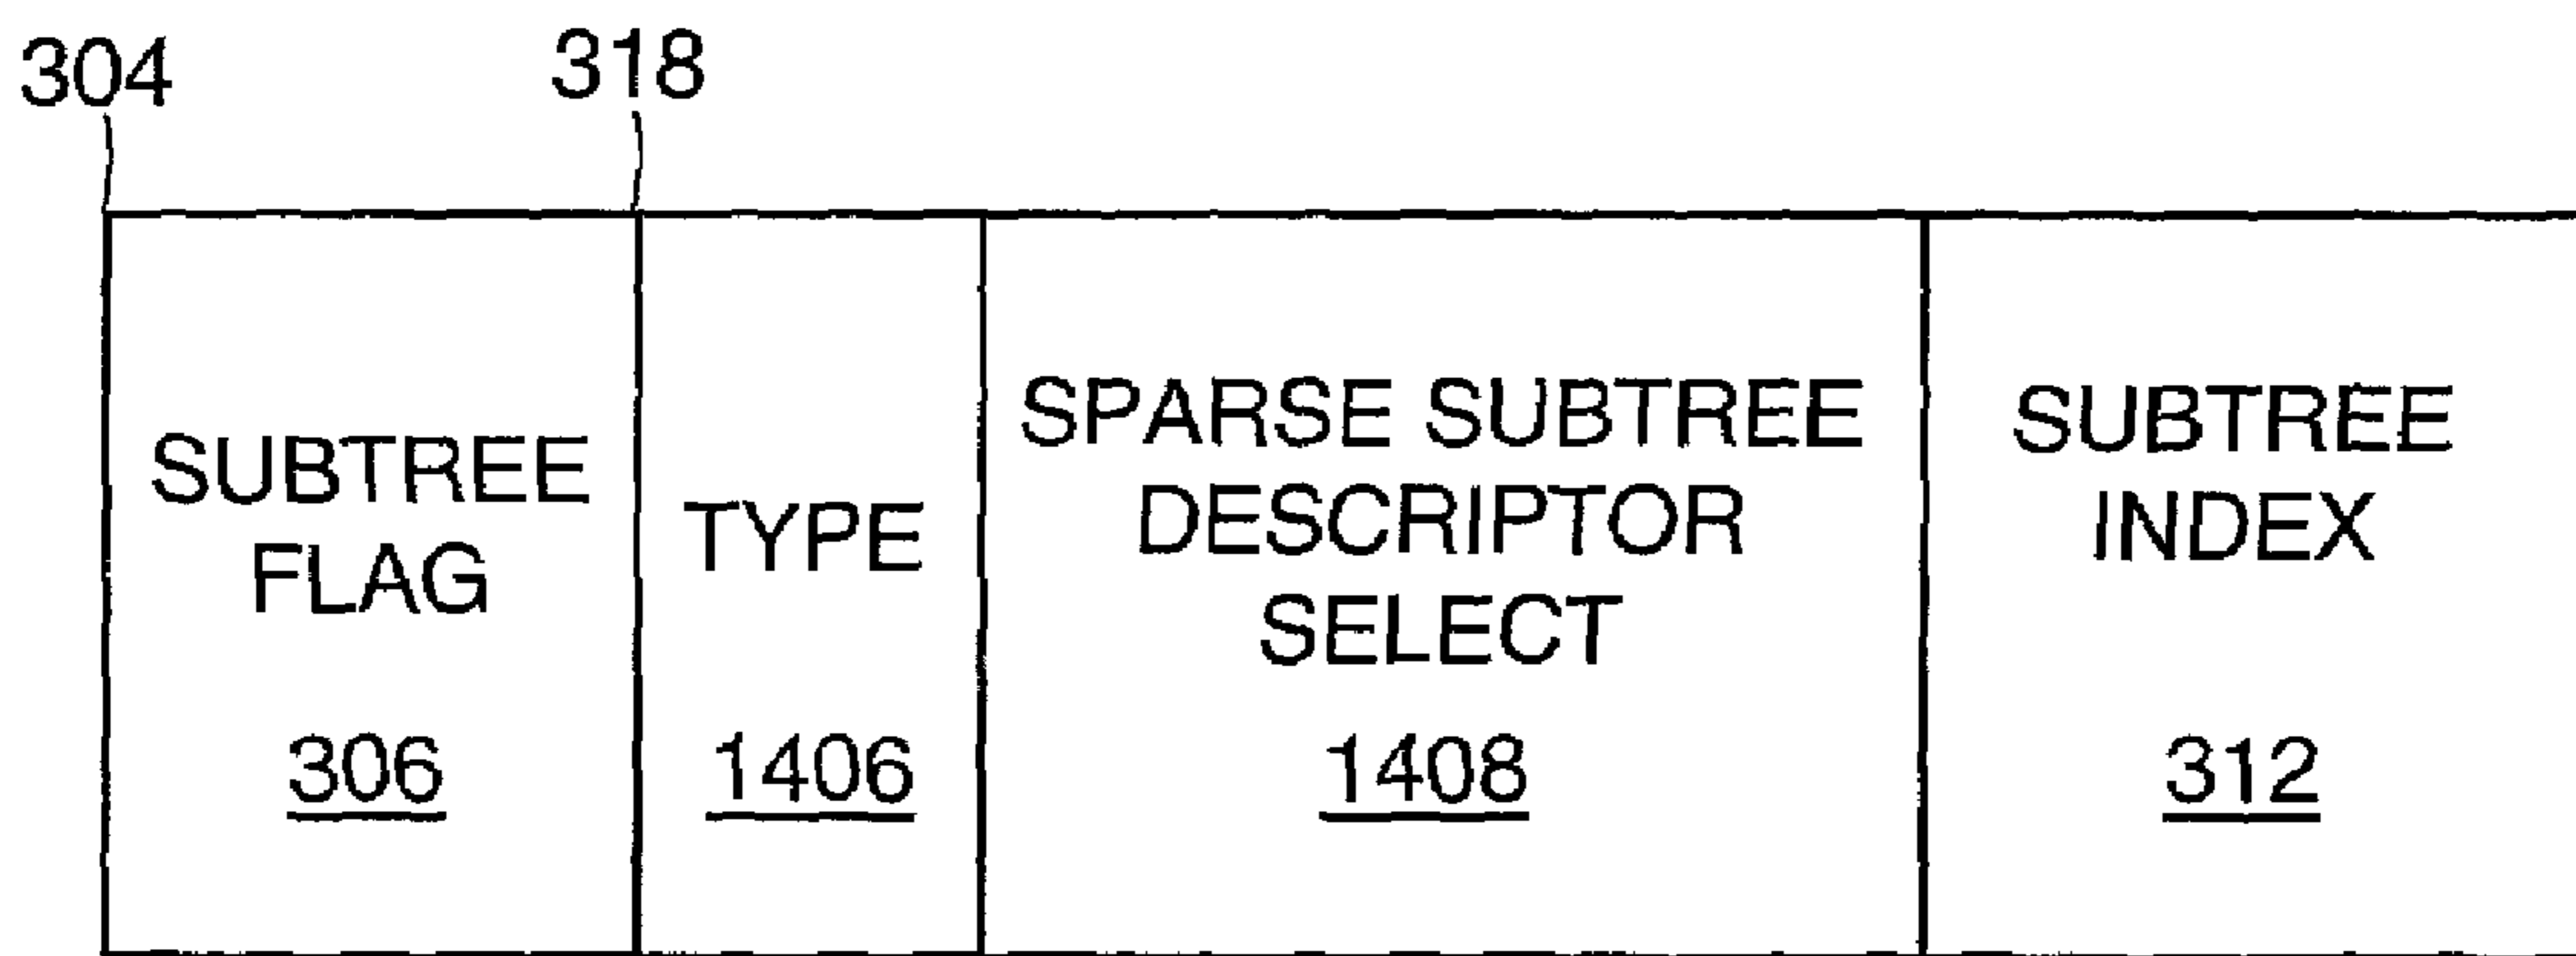 304
318
SUBTREE
FLAG
306
TYPE
1406
SPARSE SUBTREE
DESCRIPTOR
SELECT
1408
SUBTREE
INDEX
312